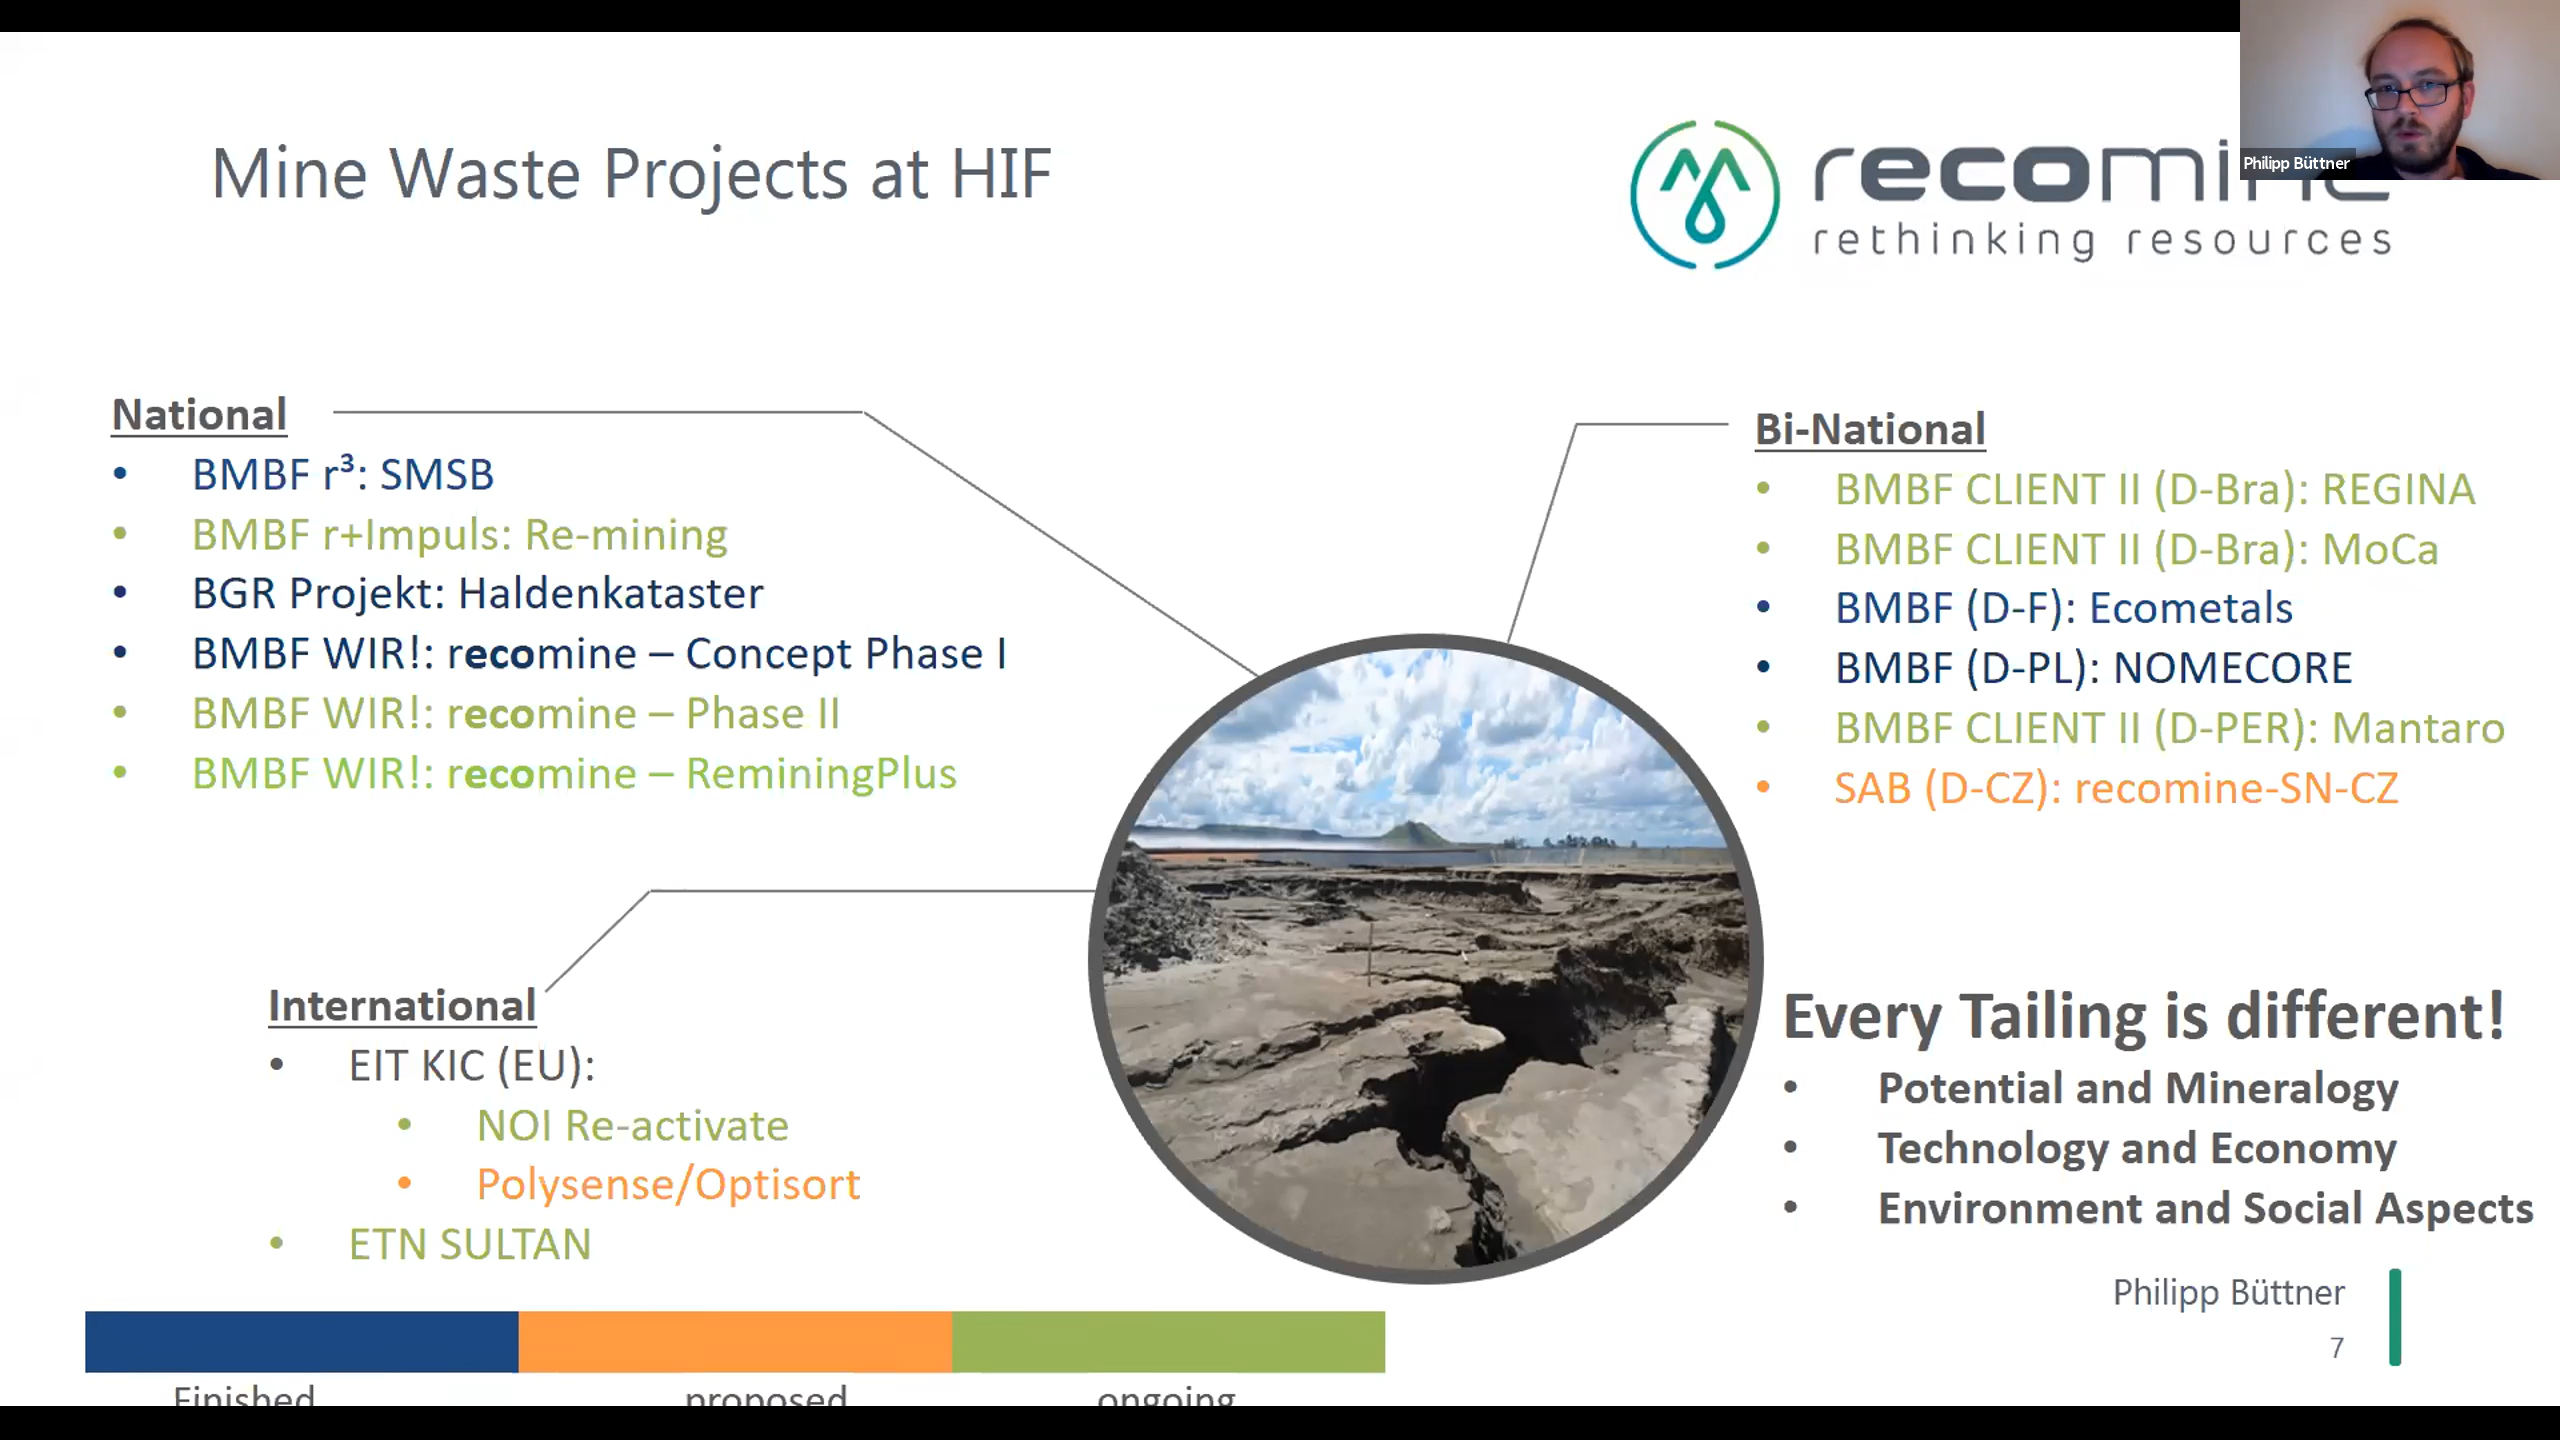 Mine Waste Projects at HIF
recomine
rethinking resources
Philipp Büttner
National
• BMBF r³: SMSB
• BMBF r+Impuls: Re-mining
• BGR Projekt: Haldenkataster
• BMBF WIR!: recomine – Concept Phase I
• BMBF WIR!: recomine – Phase II
• BMBF WIR!: recomine – ReminingPlus
Bi-National
• BMBF CLIENT II (D-Bra): REGINA
• BMBF CLIENT II (D-Bra): MoCa
• BMBF (D-F): Ecometals
• BMBF (D-PL): NOMECORE
• BMBF CLIENT II (D-PER): Mantaro
• SAB (D-CZ): recomine-SN-CZ
International
• EIT KIC (EU):
• NOI Re-activate
• Polysense/Optisort
• ETN SULTAN
Every Tailing is different!
• Potential and Mineralogy
• Technology and Economy
• Environment and Social Aspects
Philipp Büttner
7
Finished proposed ongoing